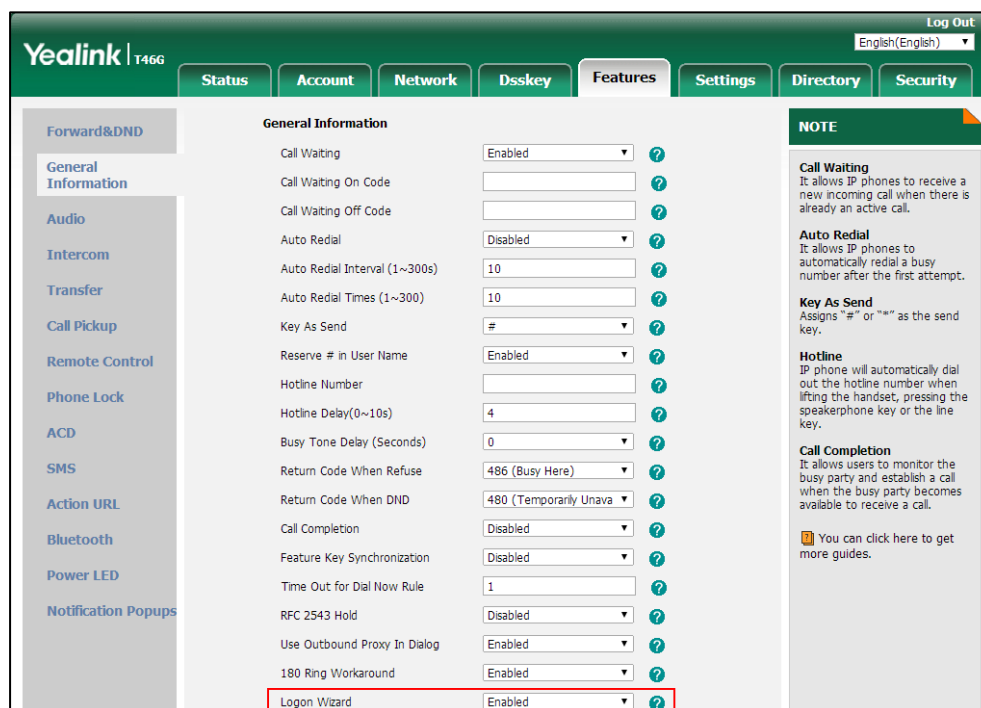 Log Out
Yealink T46G
English(English)
Status Account Network Dsskey Features Settings Directory Security
Forward&DND
General
Information
Audio
Intercom
Transfer
Call Pickup
Remote Control
Phone Lock
ACD
SMS
Action URL
Bluetooth
Power LED
Notification Popups
General Information
Call Waiting Enabled ?
Call Waiting On Code ?
Call Waiting Off Code ?
Auto Redial Disabled ?
Auto Redial Interval (1~300s) 10 ?
Auto Redial Times (1~300) 10 ?
Key As Send # ?
Reserve # in User Name Enabled ?
Hotline Number ?
Hotline Delay(0~10s) 4 ?
Busy Tone Delay (Seconds) 0 ?
Return Code When Refuse 486 (Busy Here) ?
Return Code When DND 480 (Temporarily Unava ?
Call Completion Disabled ?
Feature Key Synchronization Disabled ?
Time Out for Dial Now Rule 1 ?
RFC 2543 Hold Disabled ?
Use Outbound Proxy In Dialog Enabled ?
180 Ring Workaround Enabled ?
Logon Wizard Enabled ?
NOTE
Call Waiting
It allows IP phones to receive a
new incoming call when there is
already an active call.
Auto Redial
It allows IP phones to
automatically redial a busy
number after the first attempt.
Key As Send
Assigns "#" or "*" as the send
key.
Hotline
IP phone will automatically dial
out the hotline number when
lifting the handset, pressing the
speakerphone key or the line
key.
Call Completion
It allows users to monitor the
busy party and establish a call
when the busy party becomes
available to receive a call.
? You can click here to get
more guides.